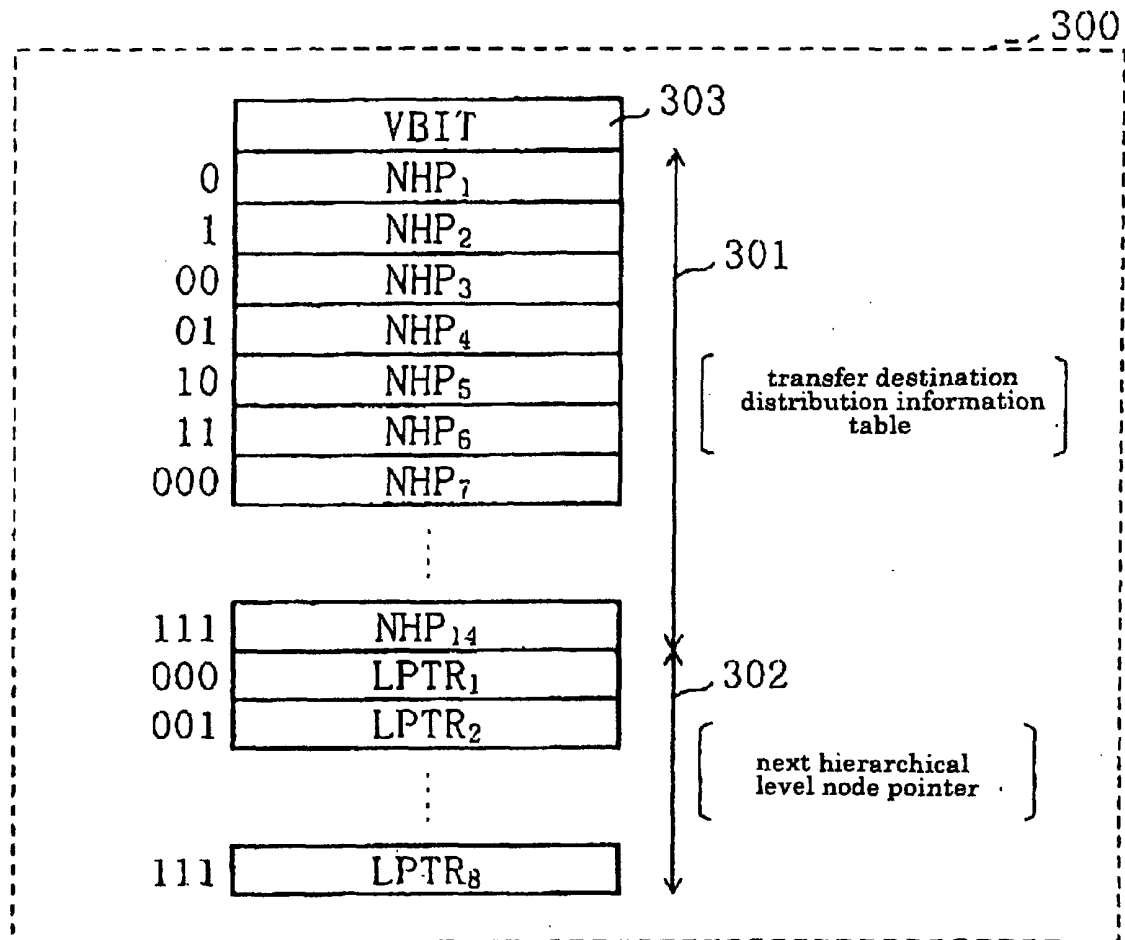 300
VBIT 303
0 NHP₁
1 NHP₂
00 NHP₃
01 NHP₄
10 NHP₅
11 NHP₆
000 NHP₇
301
transfer destination
distribution information
table
111 NHP₁₄
000 LPTR₁
001 LPTR₂
302
next hierarchical
level node pointer
111 LPTR₈